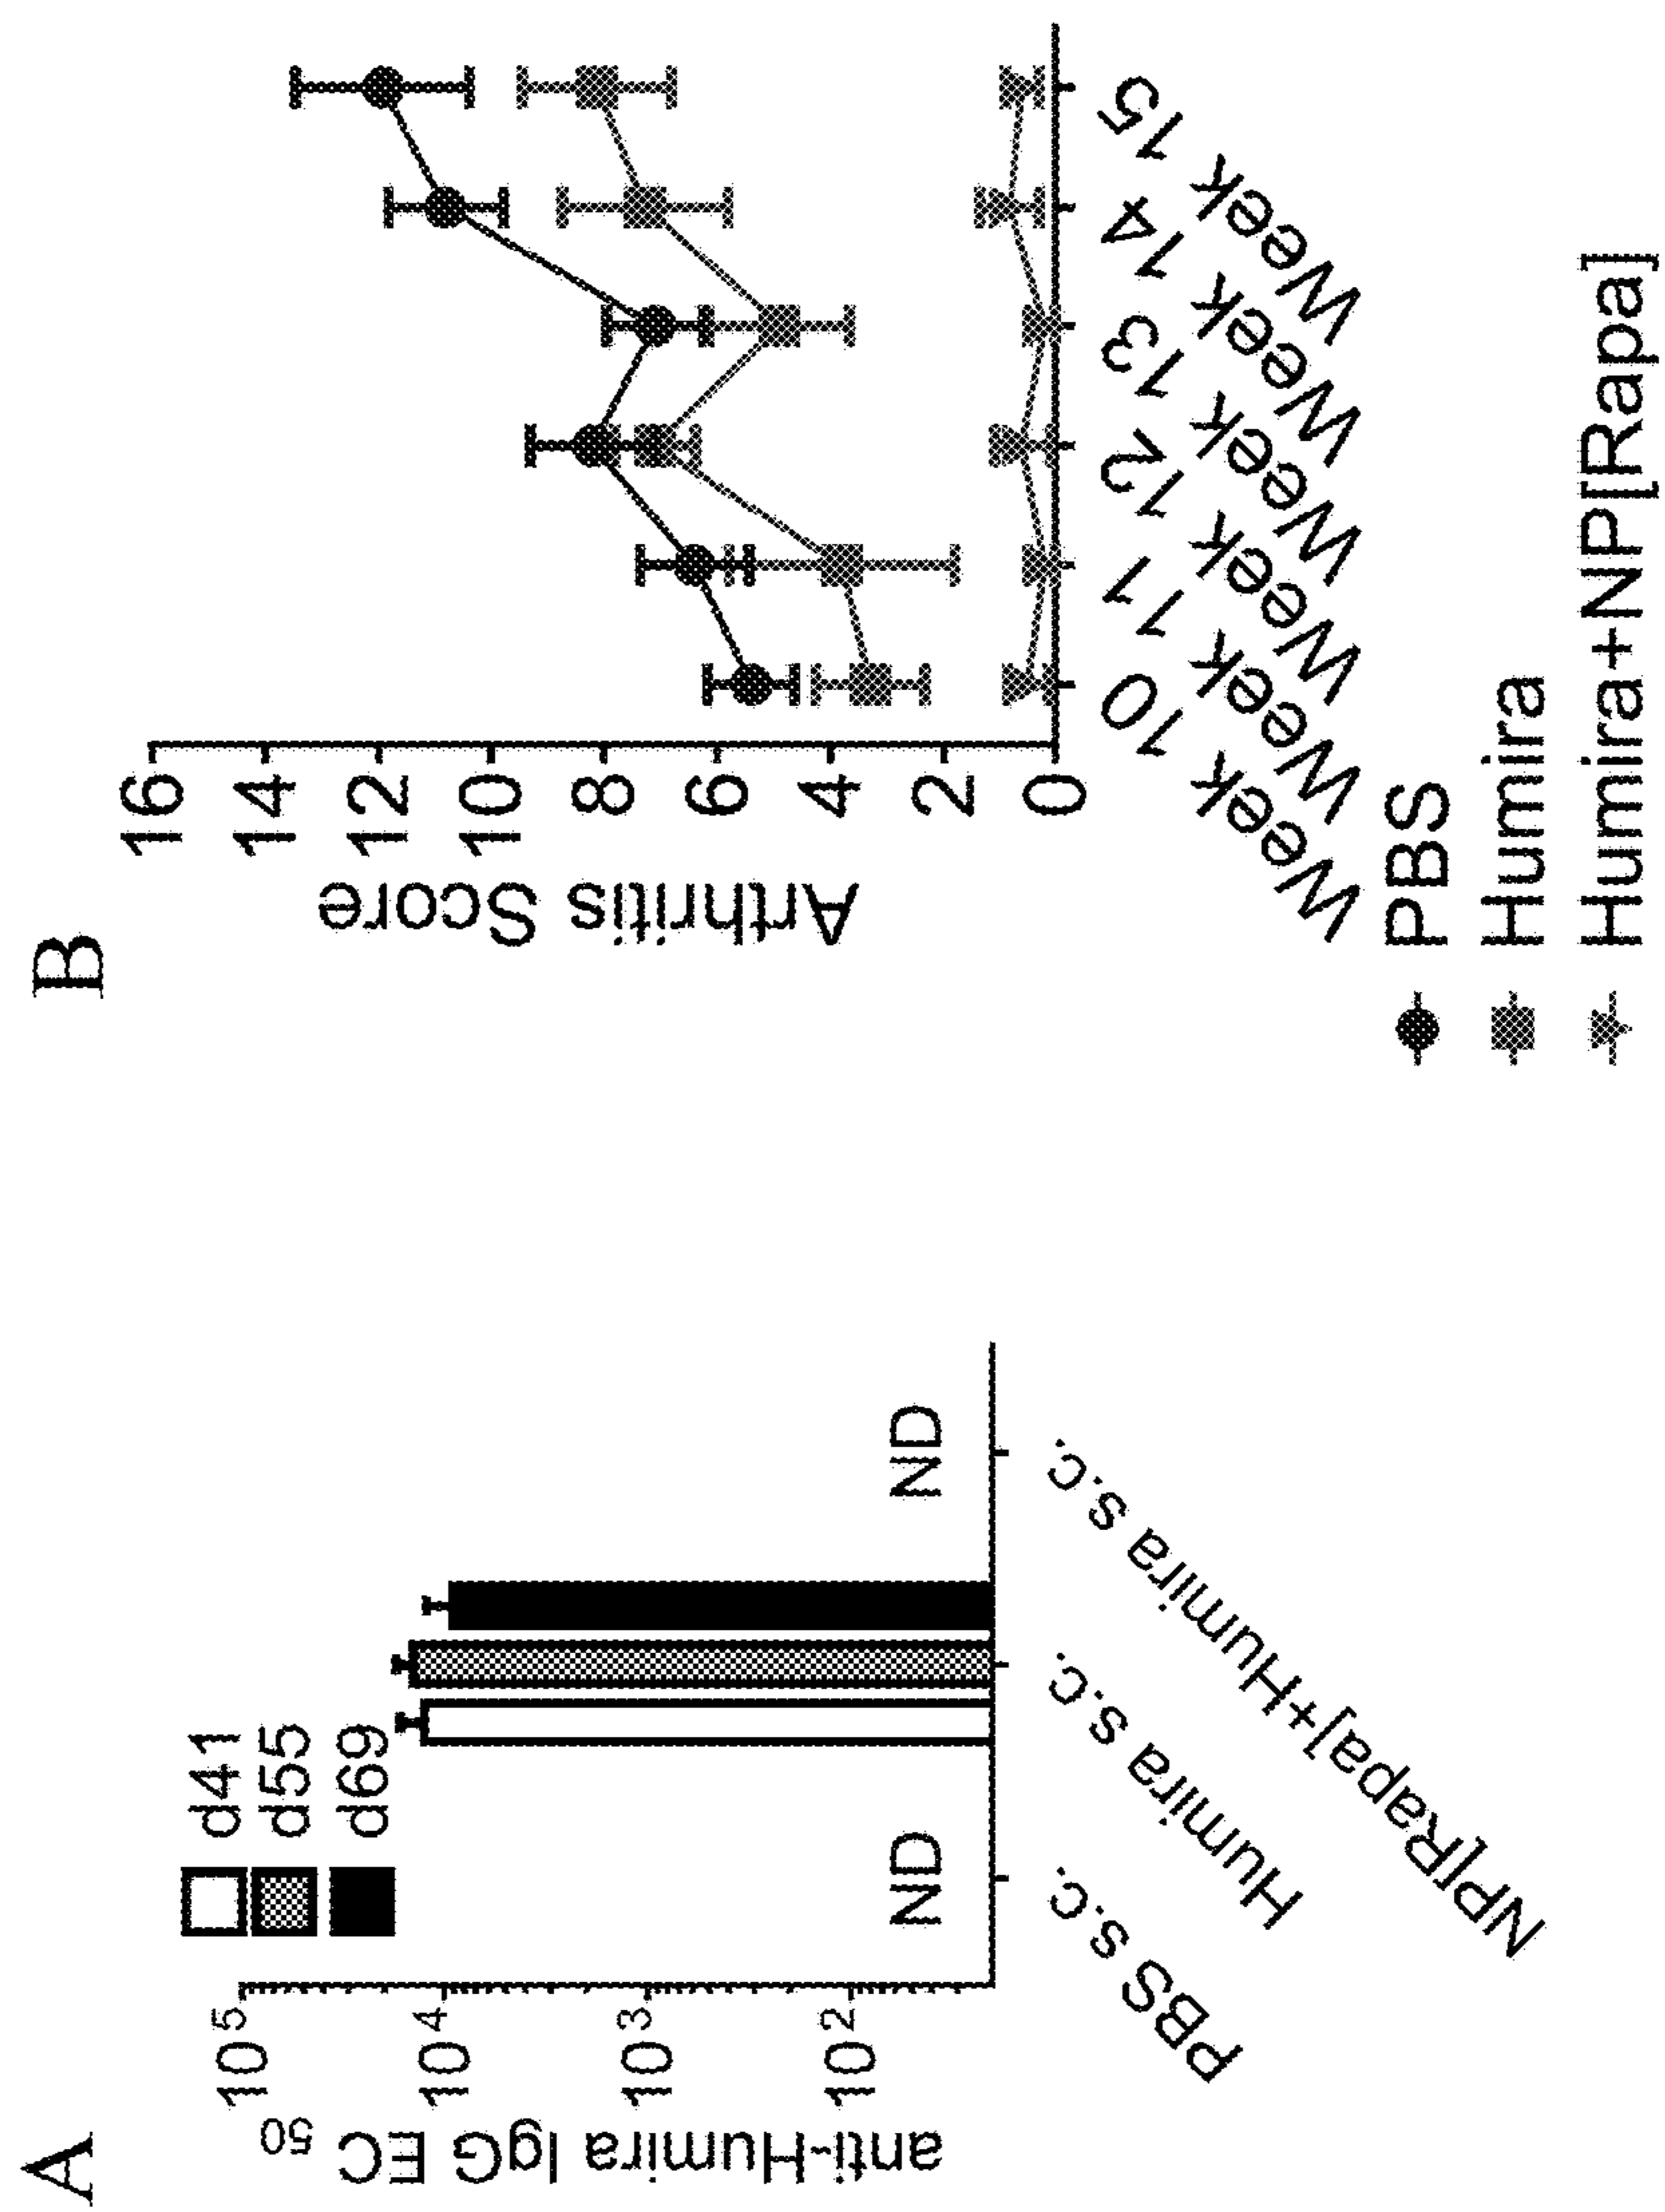 A
anti-Humira IgG EC 50
10 5
10 4
10 3
10 2
d41
d55
d69
ND
ND
PBS s.c.
Humira s.c.
NP[Rapa]+Humira s.c.
B
Arthritis Score
16
14
12
10
8
6
4
2
0
Week 10
Week 11
Week 12
Week 13
Week 14
Week 15
PBS
Humira
Humira+NP[Rapa]